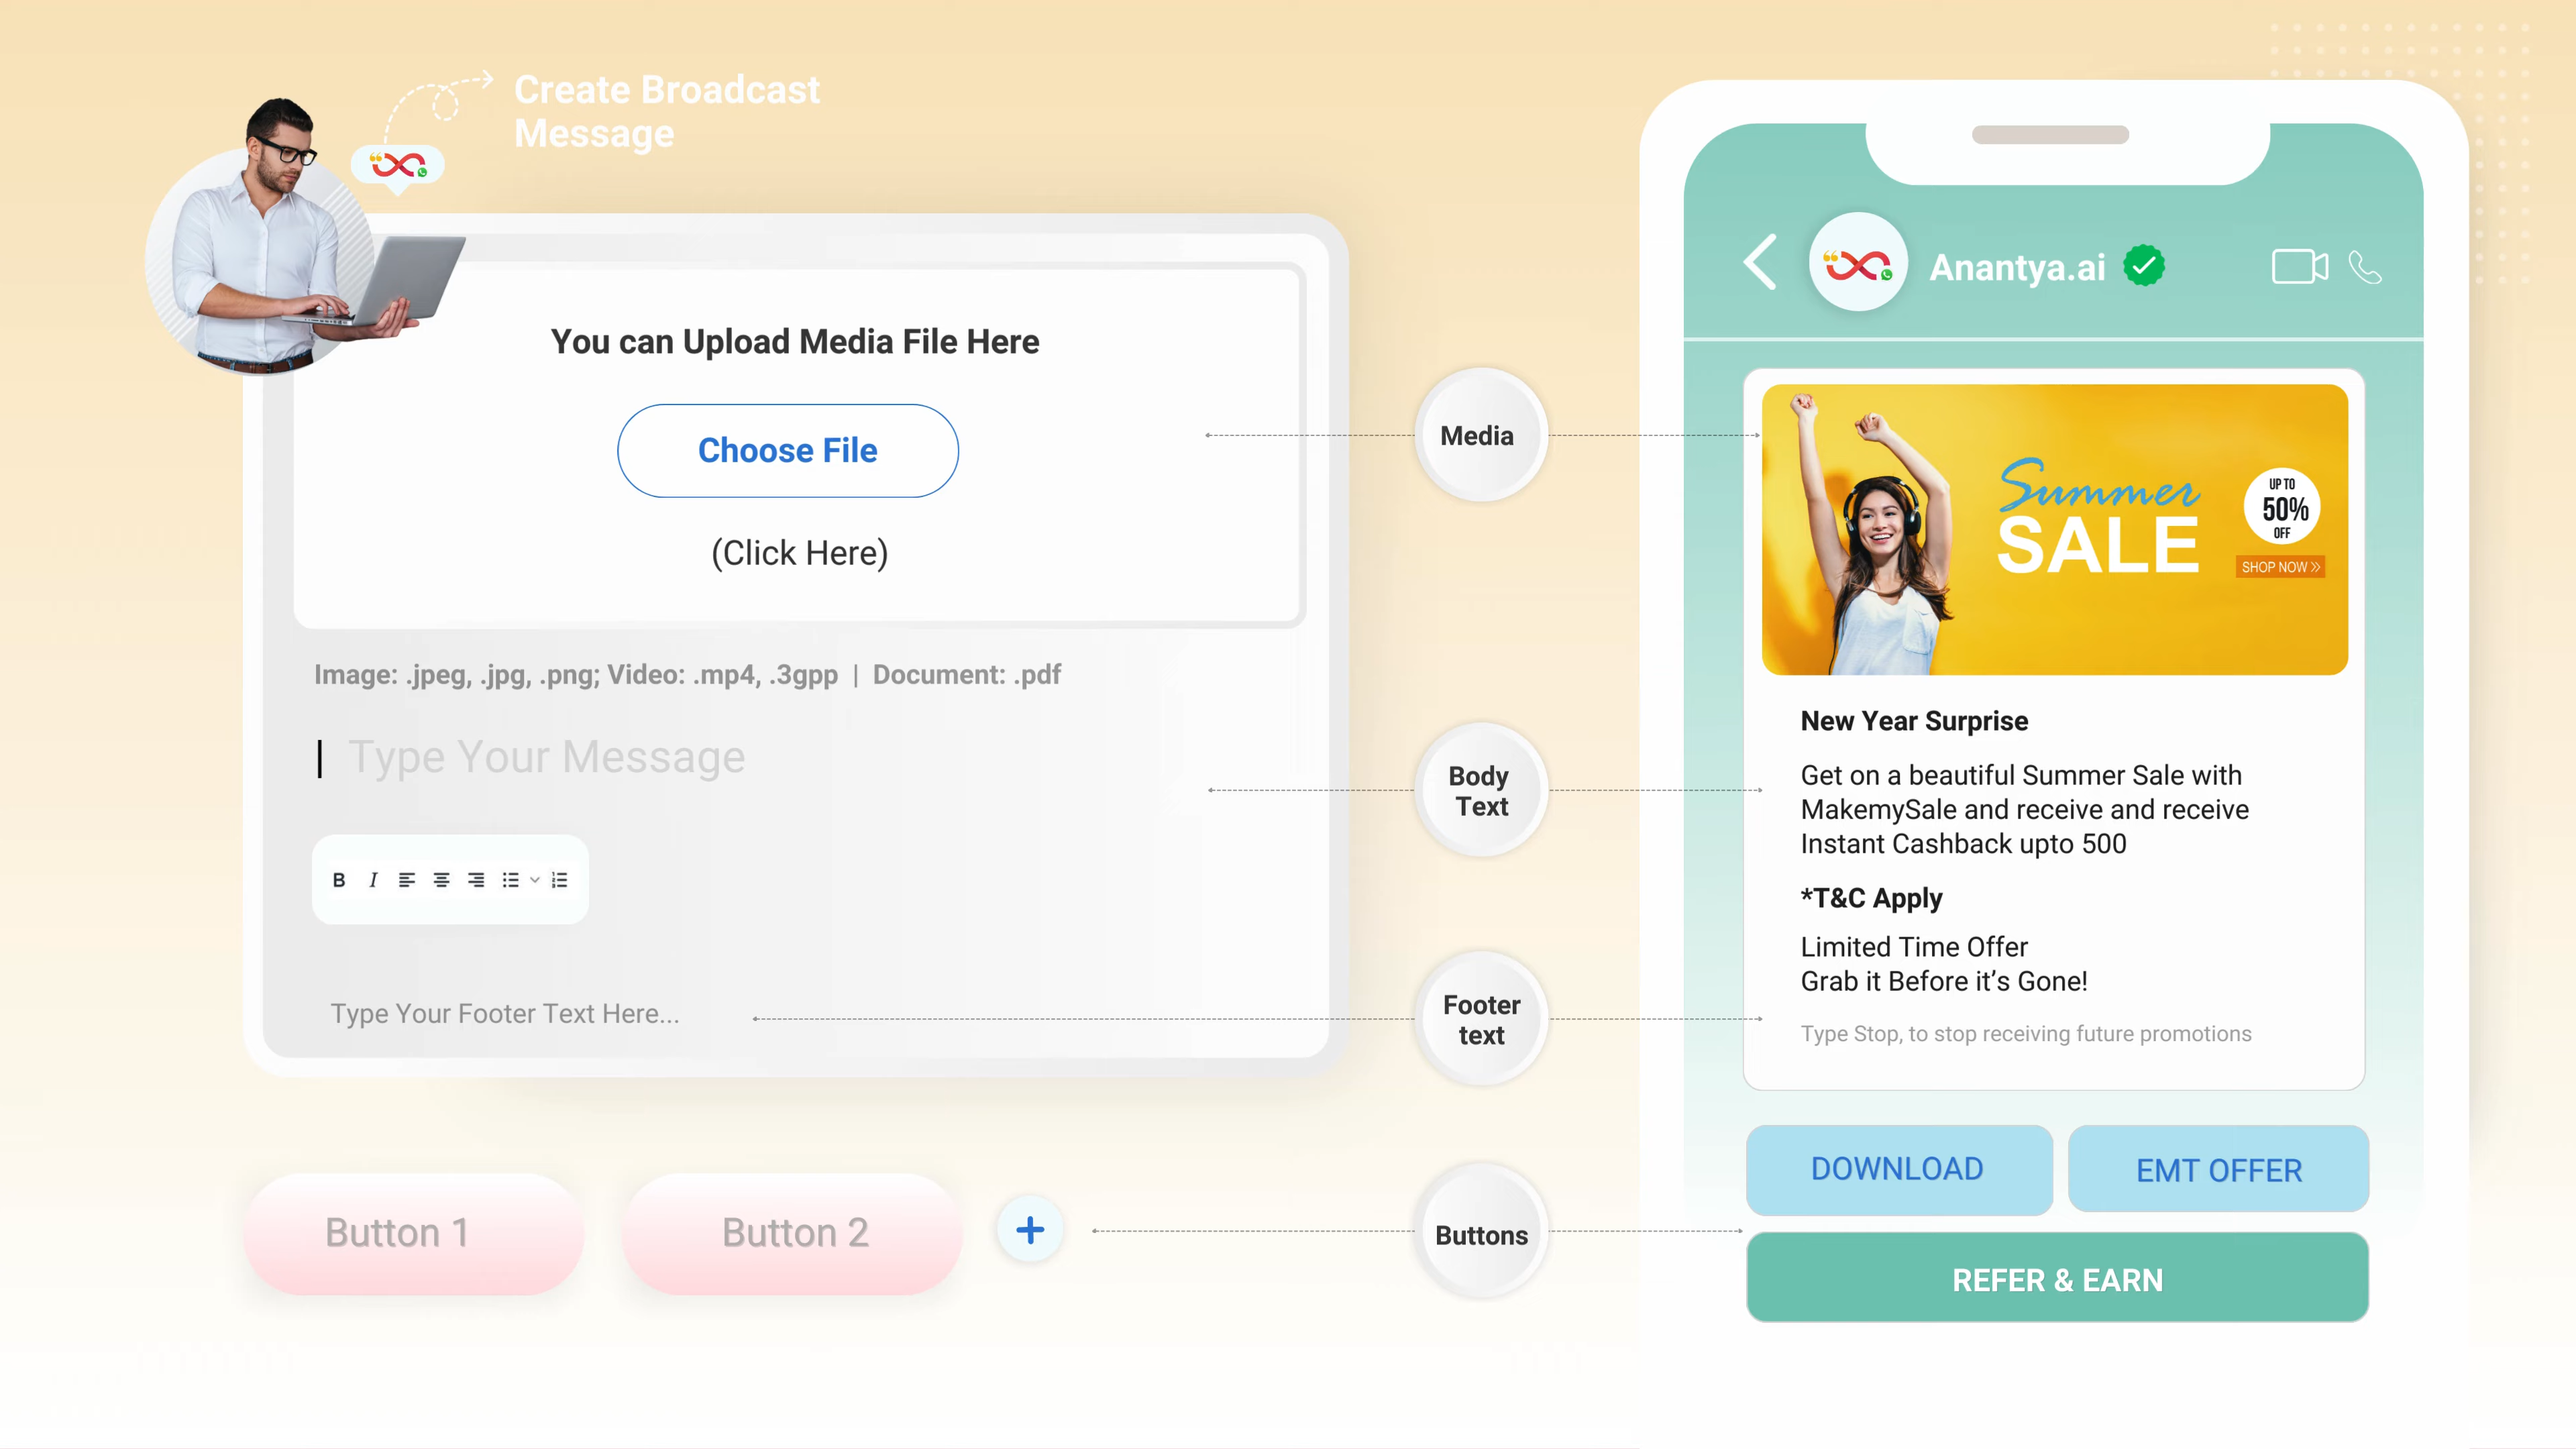 Create Broadcast
Message
You can Upload Media File Here
Choose File
(Click Here)
Image: .jpeg, .jpg, .png; Video: .mp4, .3gpp | Document: .pdf
Type Your Message
B I
Type Your Footer Text Here...
Button 1
Button 2
+
Media
Body
Text
Footer
text
Buttons
Anantya.ai
Summer
SALE
UP TO
50%
OFF
SHOP NOW »
New Year Surprise
Get on a beautiful Summer Sale with
MakemySale and receive and receive
Instant Cashback upto 500
*T&C Apply
Limited Time Offer
Grab it Before it’s Gone!
Type Stop, to stop receiving future promotions
DOWNLOAD
EMT OFFER
REFER & EARN